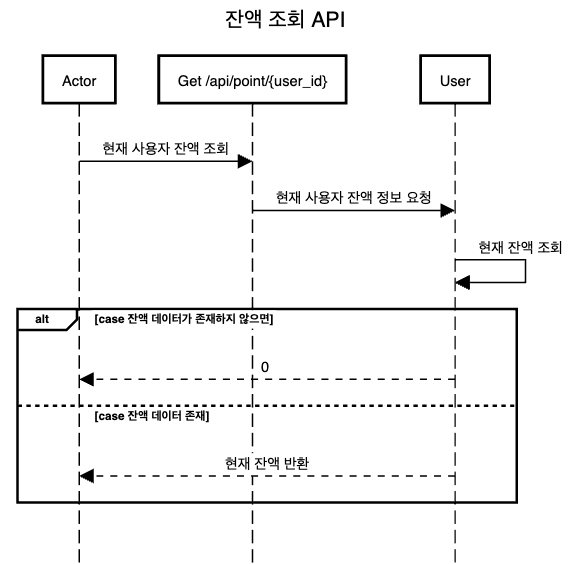 잔액 조회 API
Actor
Get /api/point/{user_id}
User
현재 사용자 잔액 조회
현재 사용자 잔액 정보 요청
현재 잔액 조회
alt
[case 잔액 데이터가 존재하지 않으면]
0
[case 잔액 데이터 존재]
현재 잔액 반환